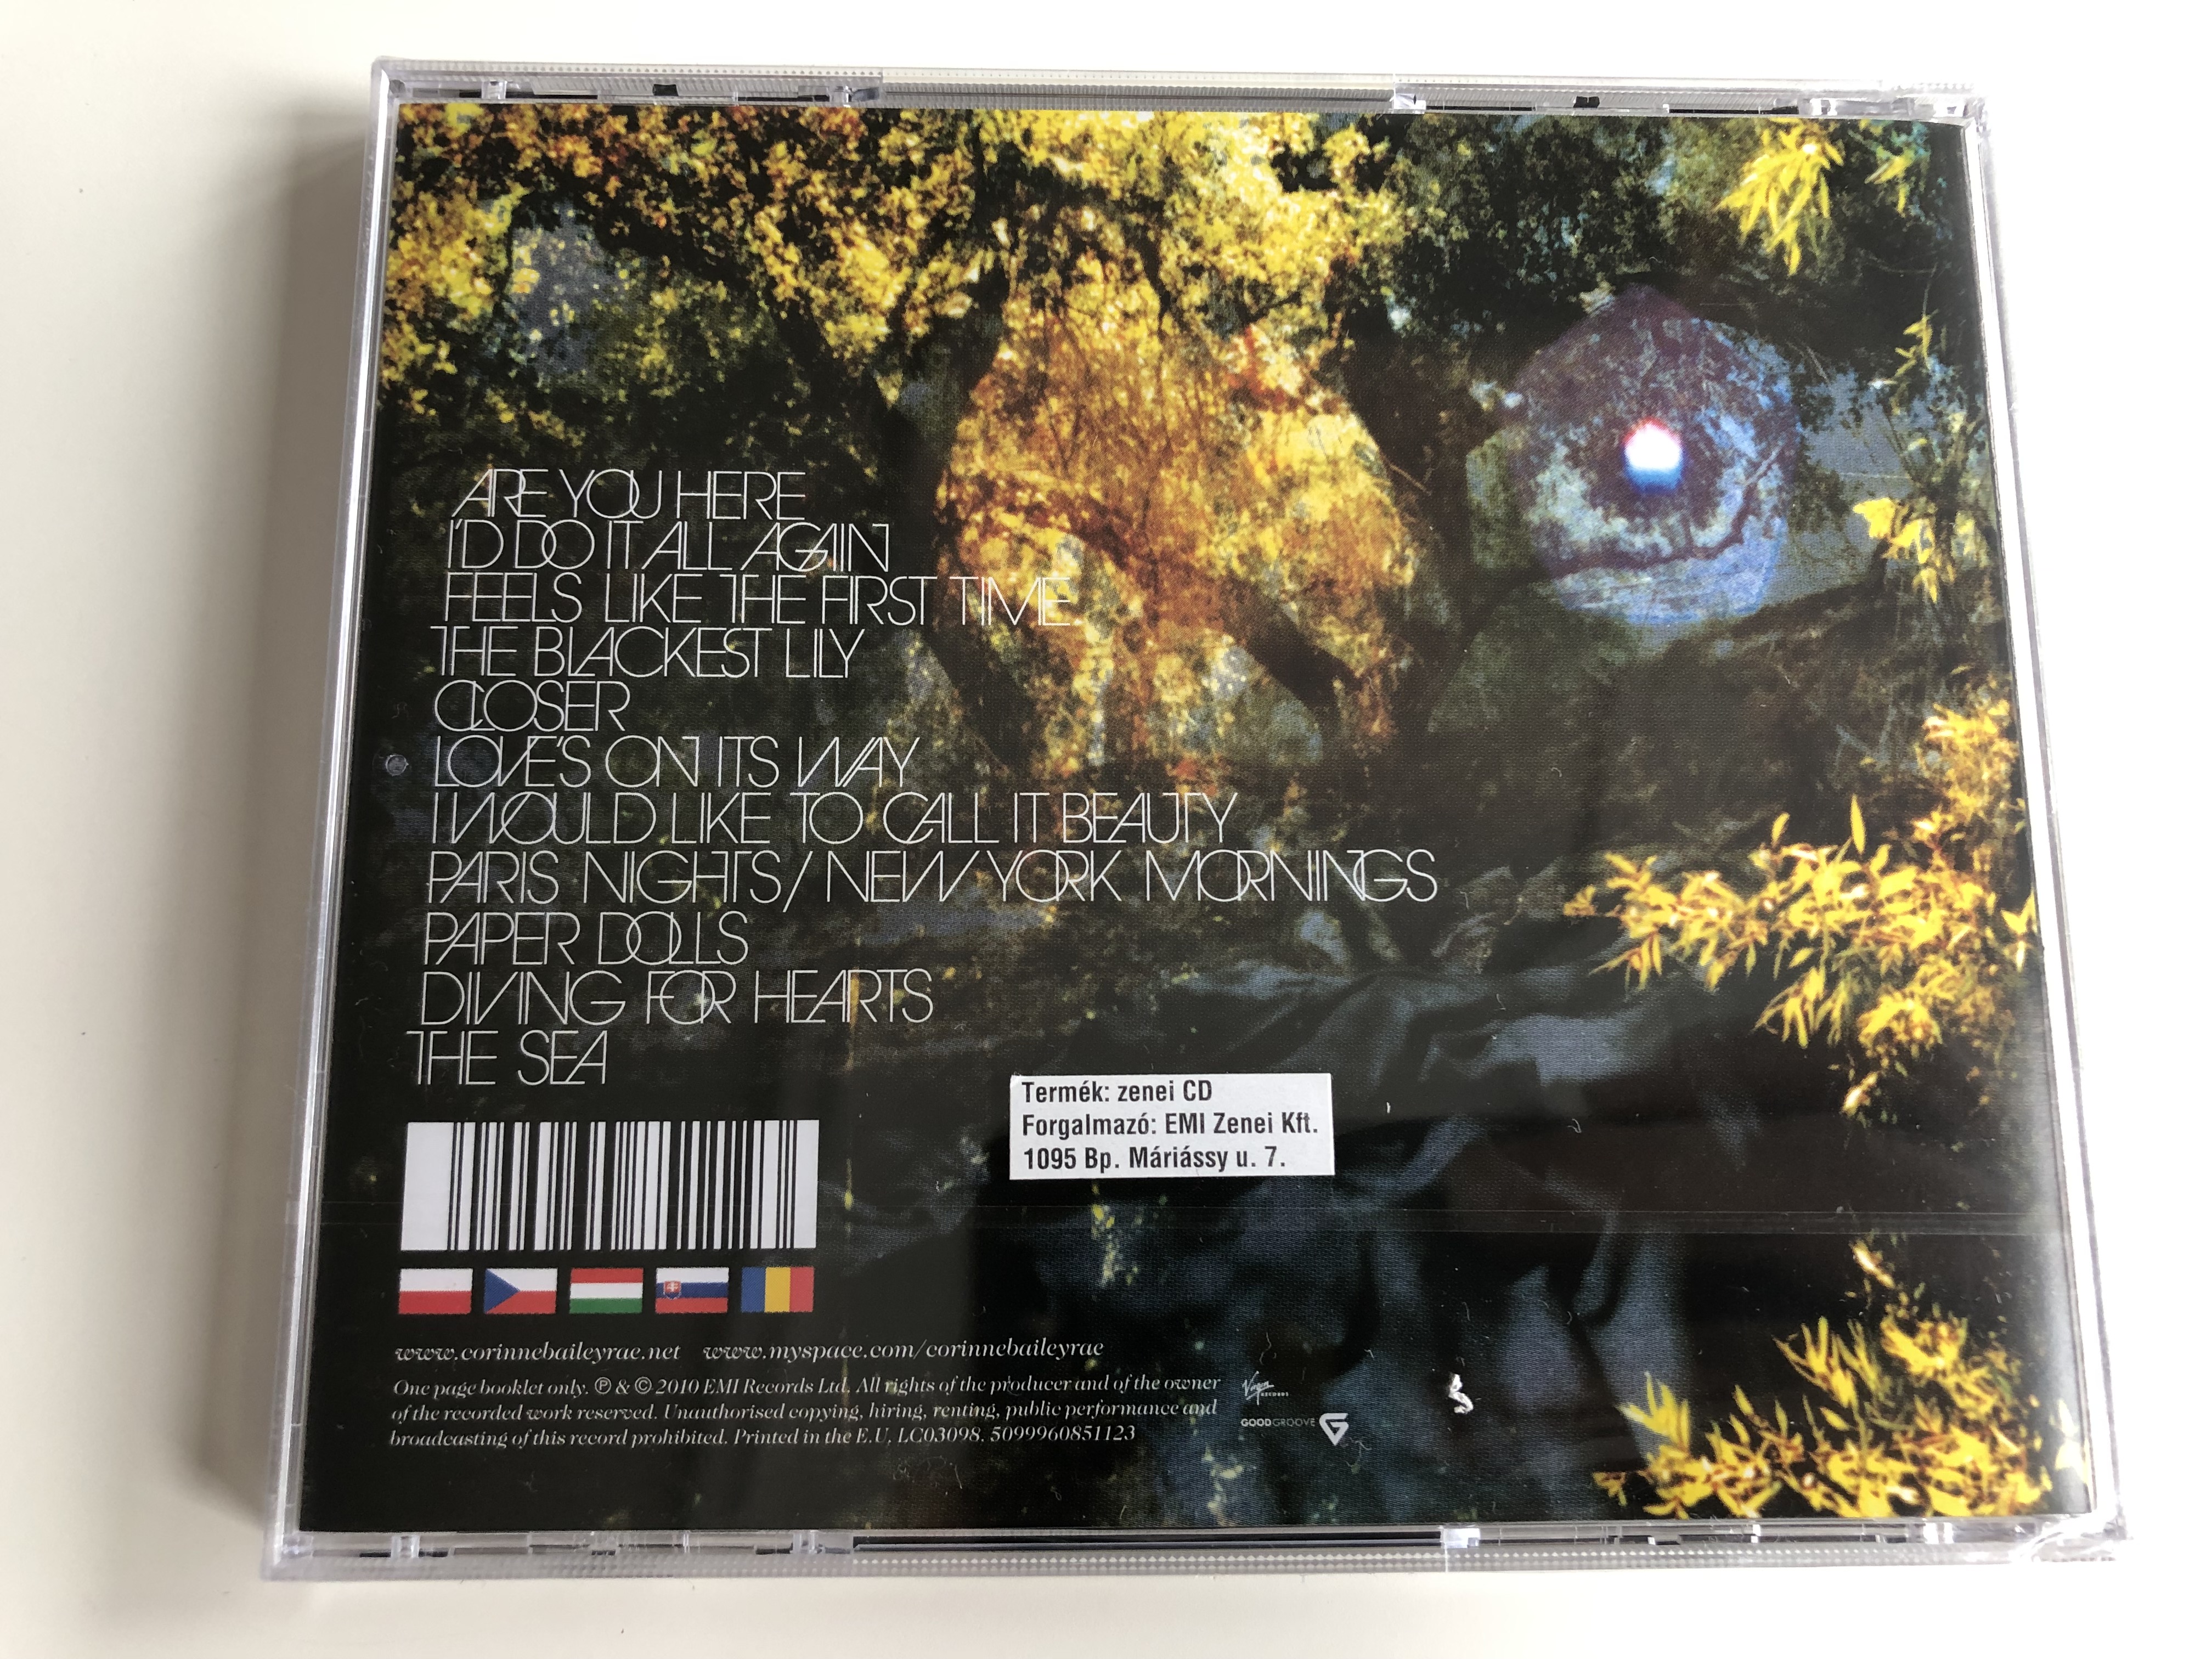 ARE YOU HERE
I'D DO IT ALL AGAIN
FEELS LIKE THE FIRST TIME
THE BLACKEST LILY
CLOSER
LOVE'S ON ITS WAY
I WOULD LIKE TO CALL IT BEAUTY
PARIS NIGHTS/NEW YORK MORNINGS
PAPER DOLLS
DIVING FOR HEARTS
THE SEA
Termék: zenei CD
Forgalmazó: EMI Zenei Kft.
1095 Bp. Máriássy u. 7.
www.corinnebaileyrae.net www.myspace.com/corinnebaileyrae
One page booklet only. ℗ & © 2010 EMI Records Ltd. All rights of the producer and of the owner
of the recorded work reserved. Unauthorised copying, hiring, renting, public performance and
broadcasting of this record prohibited. Printed in the E.U. LC03098. 5099960851123
Virgin
RECORDS
GOODGROOVE